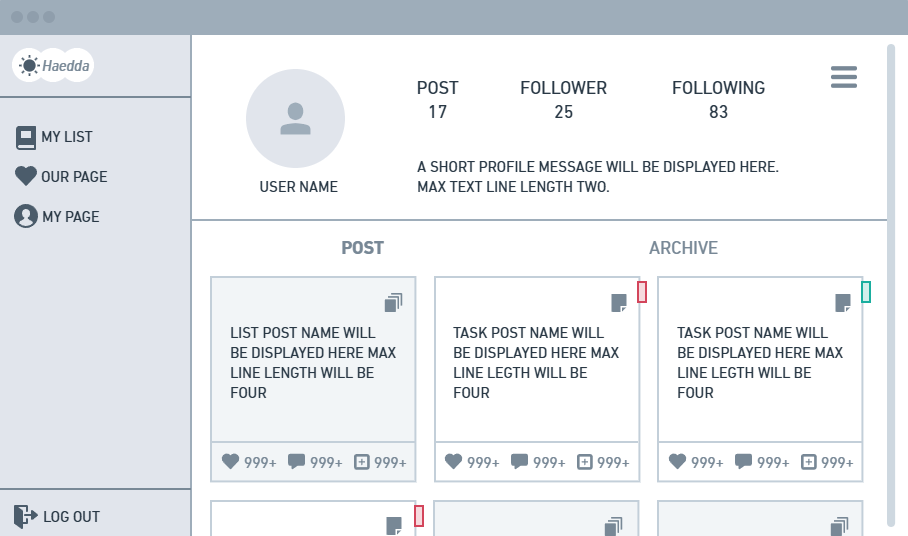 Haedda
MY LIST
OUR PAGE
MY PAGE
LOG OUT
USER NAME
POST
17
FOLLOWER
25
FOLLOWING
83
A SHORT PROFILE MESSAGE WILL BE DISPLAYED HERE.
MAX TEXT LINE LENGTH TWO.
POST
ARCHIVE
LIST POST NAME WILL
BE DISPLAYED HERE MAX
LINE LENGTH WILL BE
FOUR
999+ 999+ 999+
TASK POST NAME WILL
BE DISPLAYED HERE MAX
LINE LEGTH WILL BE
FOUR
999+ 999+ 999+
TASK POST NAME WILL
BE DISPLAYED HERE MAX
LINE LEGTH WILL BE
FOUR
999+ 999+ 999+